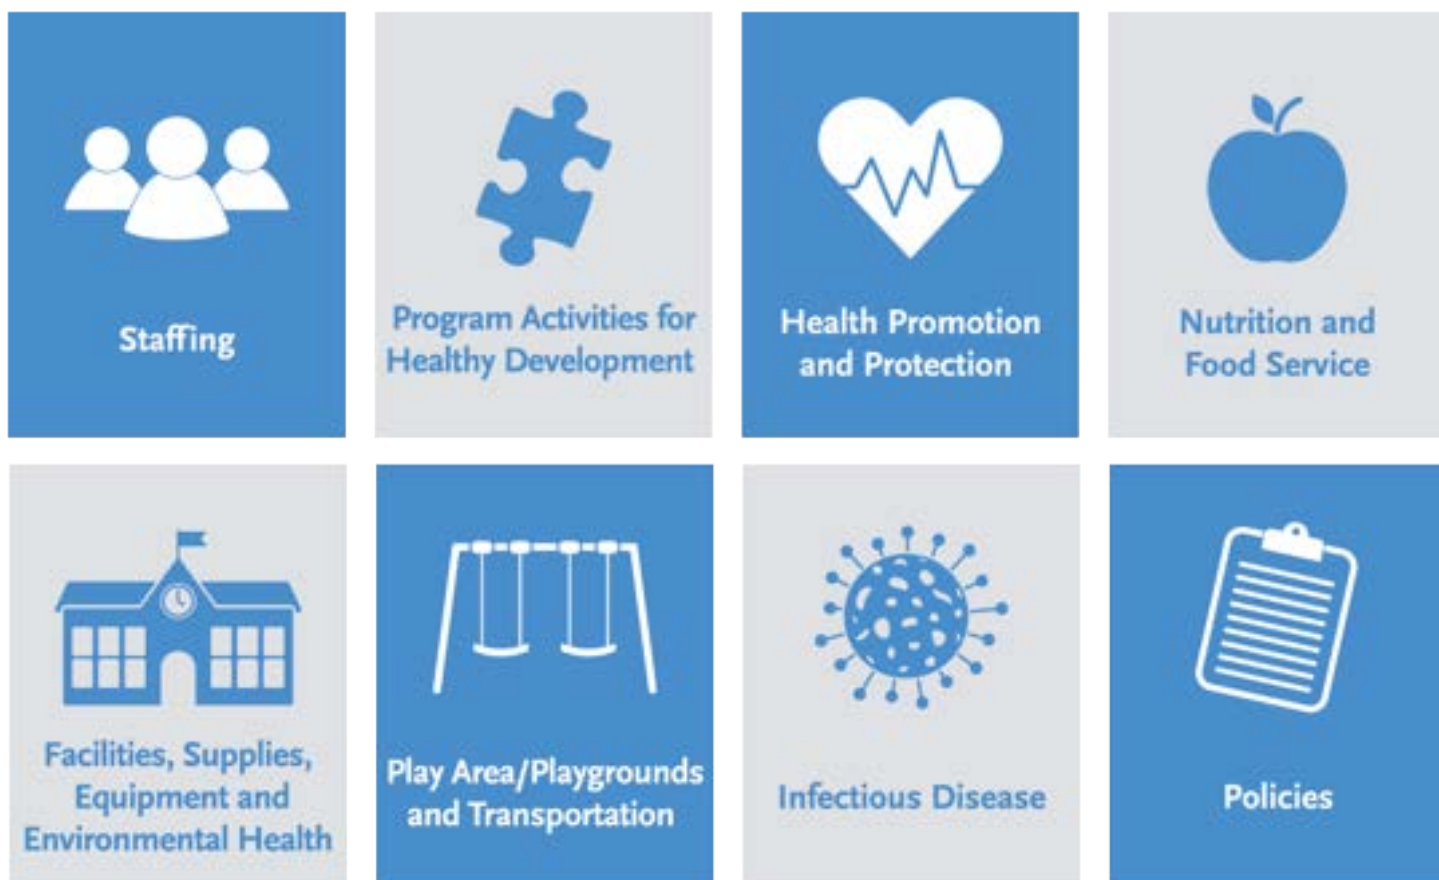 Staffing
Program Activities for
Healthy Development
Health Promotion
and Protection
Nutrition and
Food Service
Facilities, Supplies,
Equipment and
Environmental Health
Play Area/Playgrounds
and Transportation
Infectious Disease
Policies